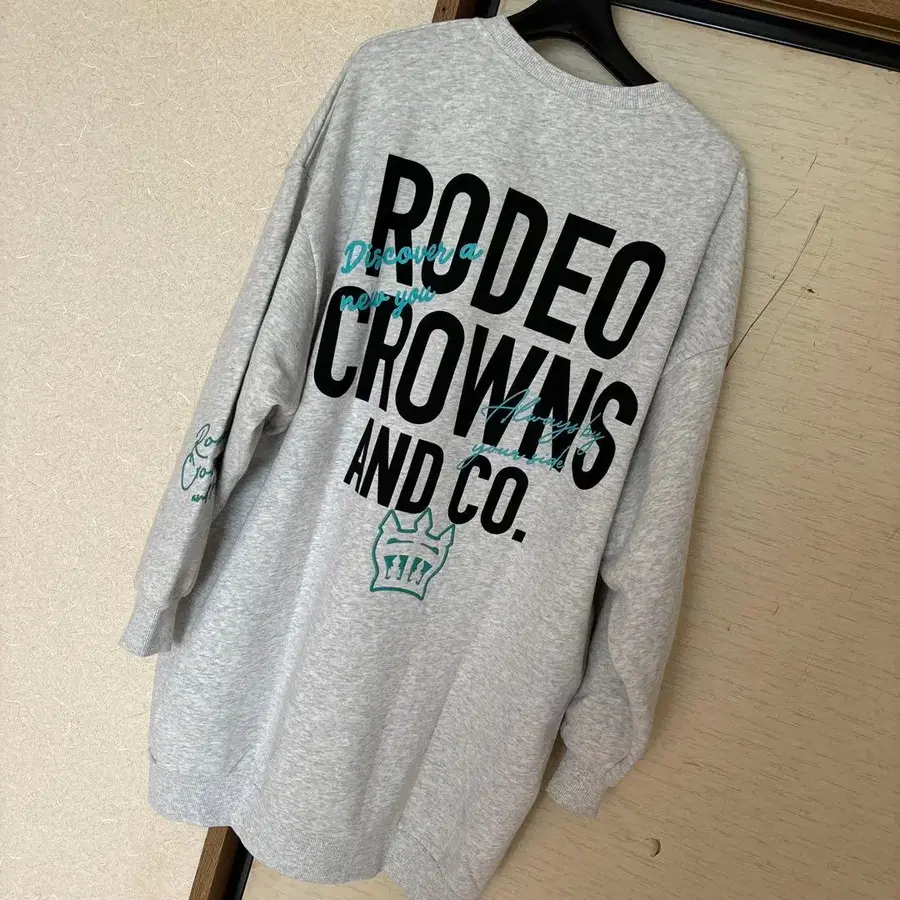 RODEO
Discover a
new you
CROWNS
Always by
your side
AND CO.